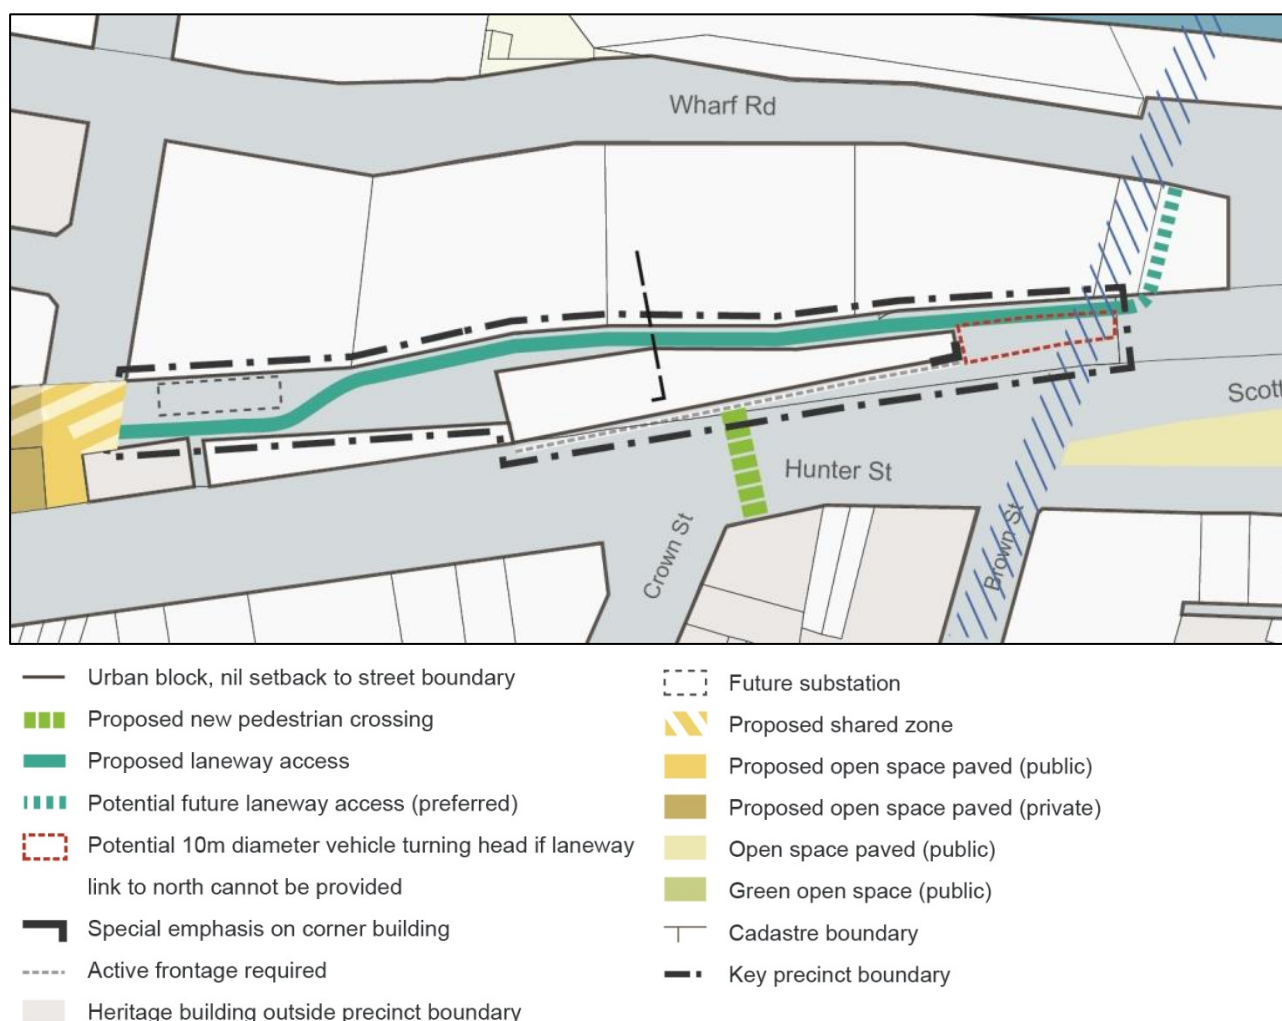 Wharf Rd
Scott
Hunter St
Crown St
Brown St
Urban block, nil setback to street boundary
Proposed new pedestrian crossing
Proposed laneway access
Potential future laneway access (preferred)
Potential 10m diameter vehicle turning head if laneway
link to north cannot be provided
Special emphasis on corner building
Active frontage required
Heritage building outside precinct boundary
Future substation
Proposed shared zone
Proposed open space paved (public)
Proposed open space paved (private)
Open space paved (public)
Green open space (public)
Cadastre boundary
Key precinct boundary